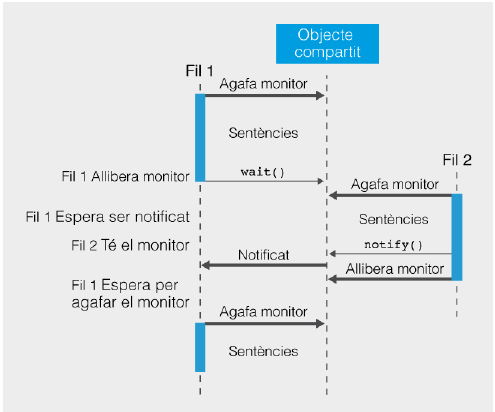 Objecte
compartit
Fil 1
Agafa monitor
Sentències
Fil 2
Fil 1 Allibera monitor
wait()
Agafa monitor
Fil 1 Espera ser notificat
Sentències
Fil 2 Té el monitor
notify()
Notificat
Allibera monitor
Fil 1 Espera per
agafar el monitor
Agafa monitor
Sentències